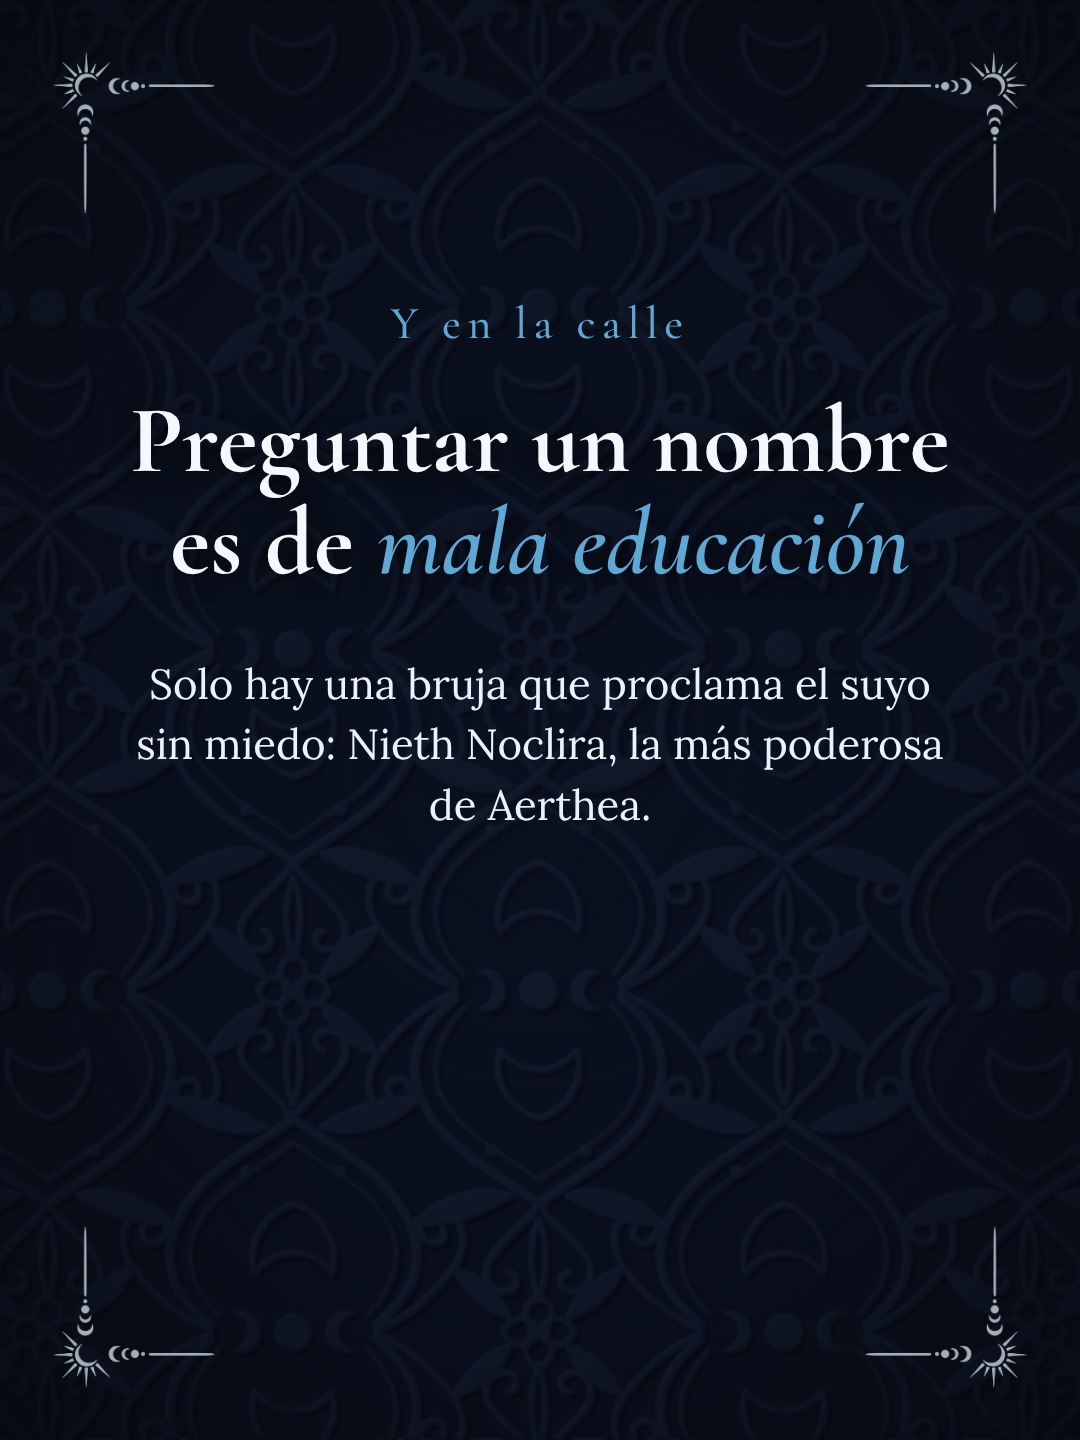 Y en la calle
Preguntar un nombre
es de mala educación
Solo hay una bruja que proclama el suyo
sin miedo: Nieth Noclira, la más poderosa
de Aerthea.